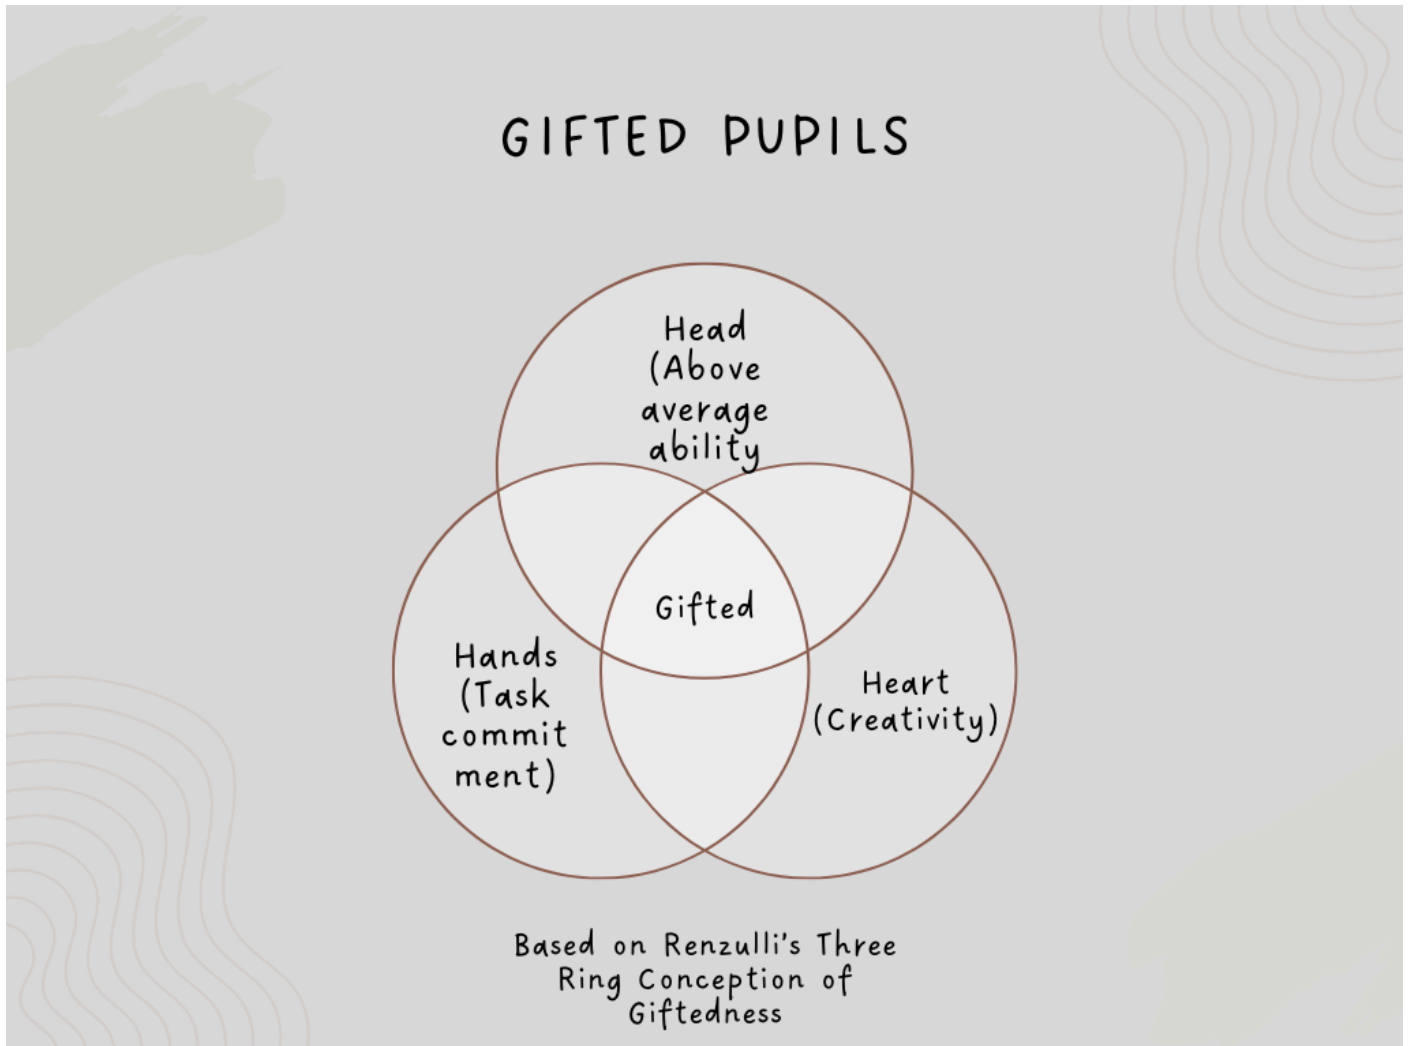 GIFTED PUPILS
Head
(Above
average
ability
Gifted
Hands
(Task
commit
ment)
Heart
(Creativity)
Based on Renzulli's Three
Ring Conception of
Giftedness